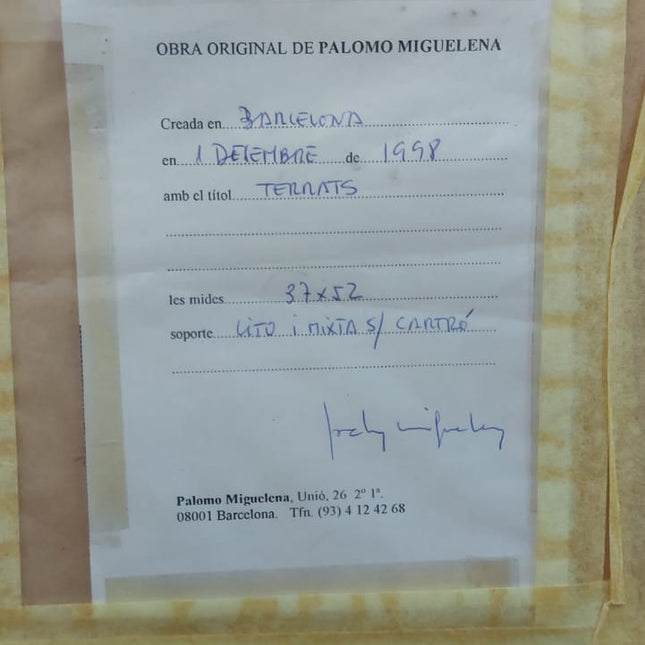 OBRA ORIGINAL DE PALOMO MIGUELENA
Creada en BARCELONA
en 1 DECEMBRE de 1998
amb el títol TERRATS
les mides 37x52
soporte LITO i MIXTA S/ CARTRÓ
Palomo Miguelena, Unió, 26 2º 1ª.
08001 Barcelona. Tfn. (93) 4 12 42 68